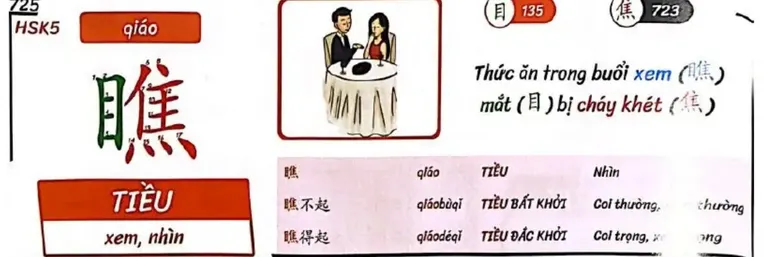 725
HSK5
qiáo
瞧
TIỀU
xem, nhìn
目 135
焦 723
Thức ăn trong buổi xem (瞧)
mắt (目) bị cháy khét (焦)
瞧 qiáo TIỀU Nhìn
瞧不起 qiáobùqǐ TIỀU BẤT KHỞI Coi thường, thường
瞧得起 qiáodéqǐ TIỀU ĐẮC KHỞI Coi trọng,